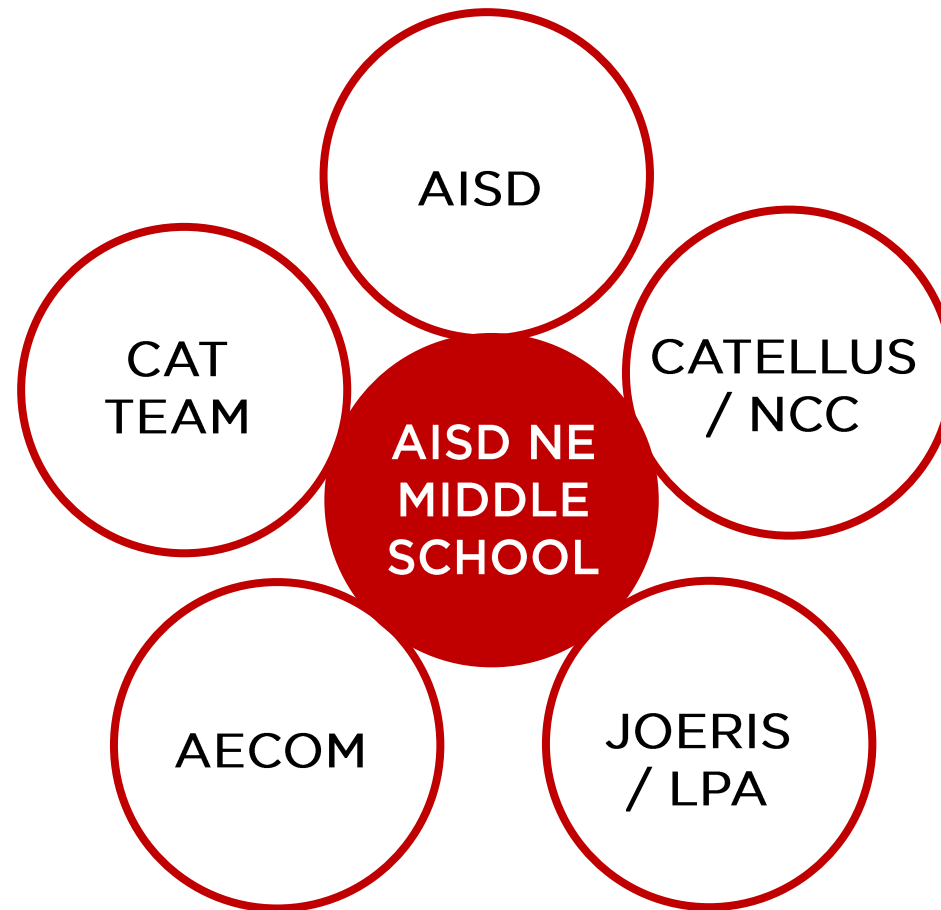 AISD
CAT
TEAM
CATELLUS
/ NCC
AISD NE
MIDDLE
SCHOOL
AECOM
JOERIS
/ LPA